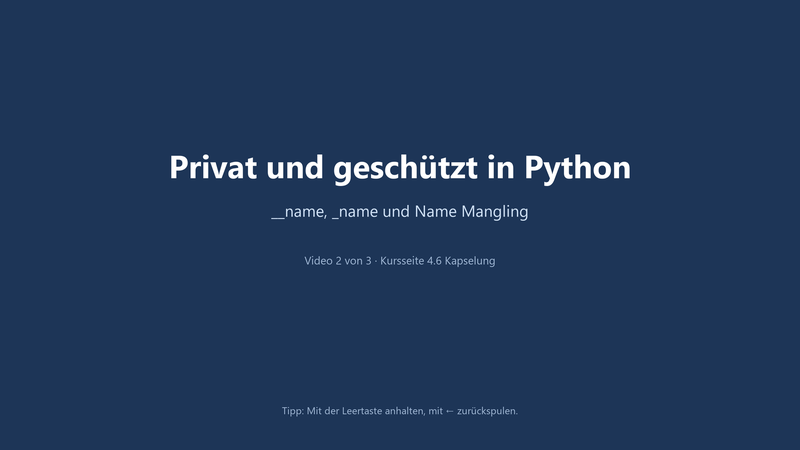 Privat und geschützt in Python
__name, _name und Name Mangling
Video 2 von 3 · Kursseite 4.6 Kapselung
Tipp: Mit der Leertaste anhalten, mit ← zurückspulen.